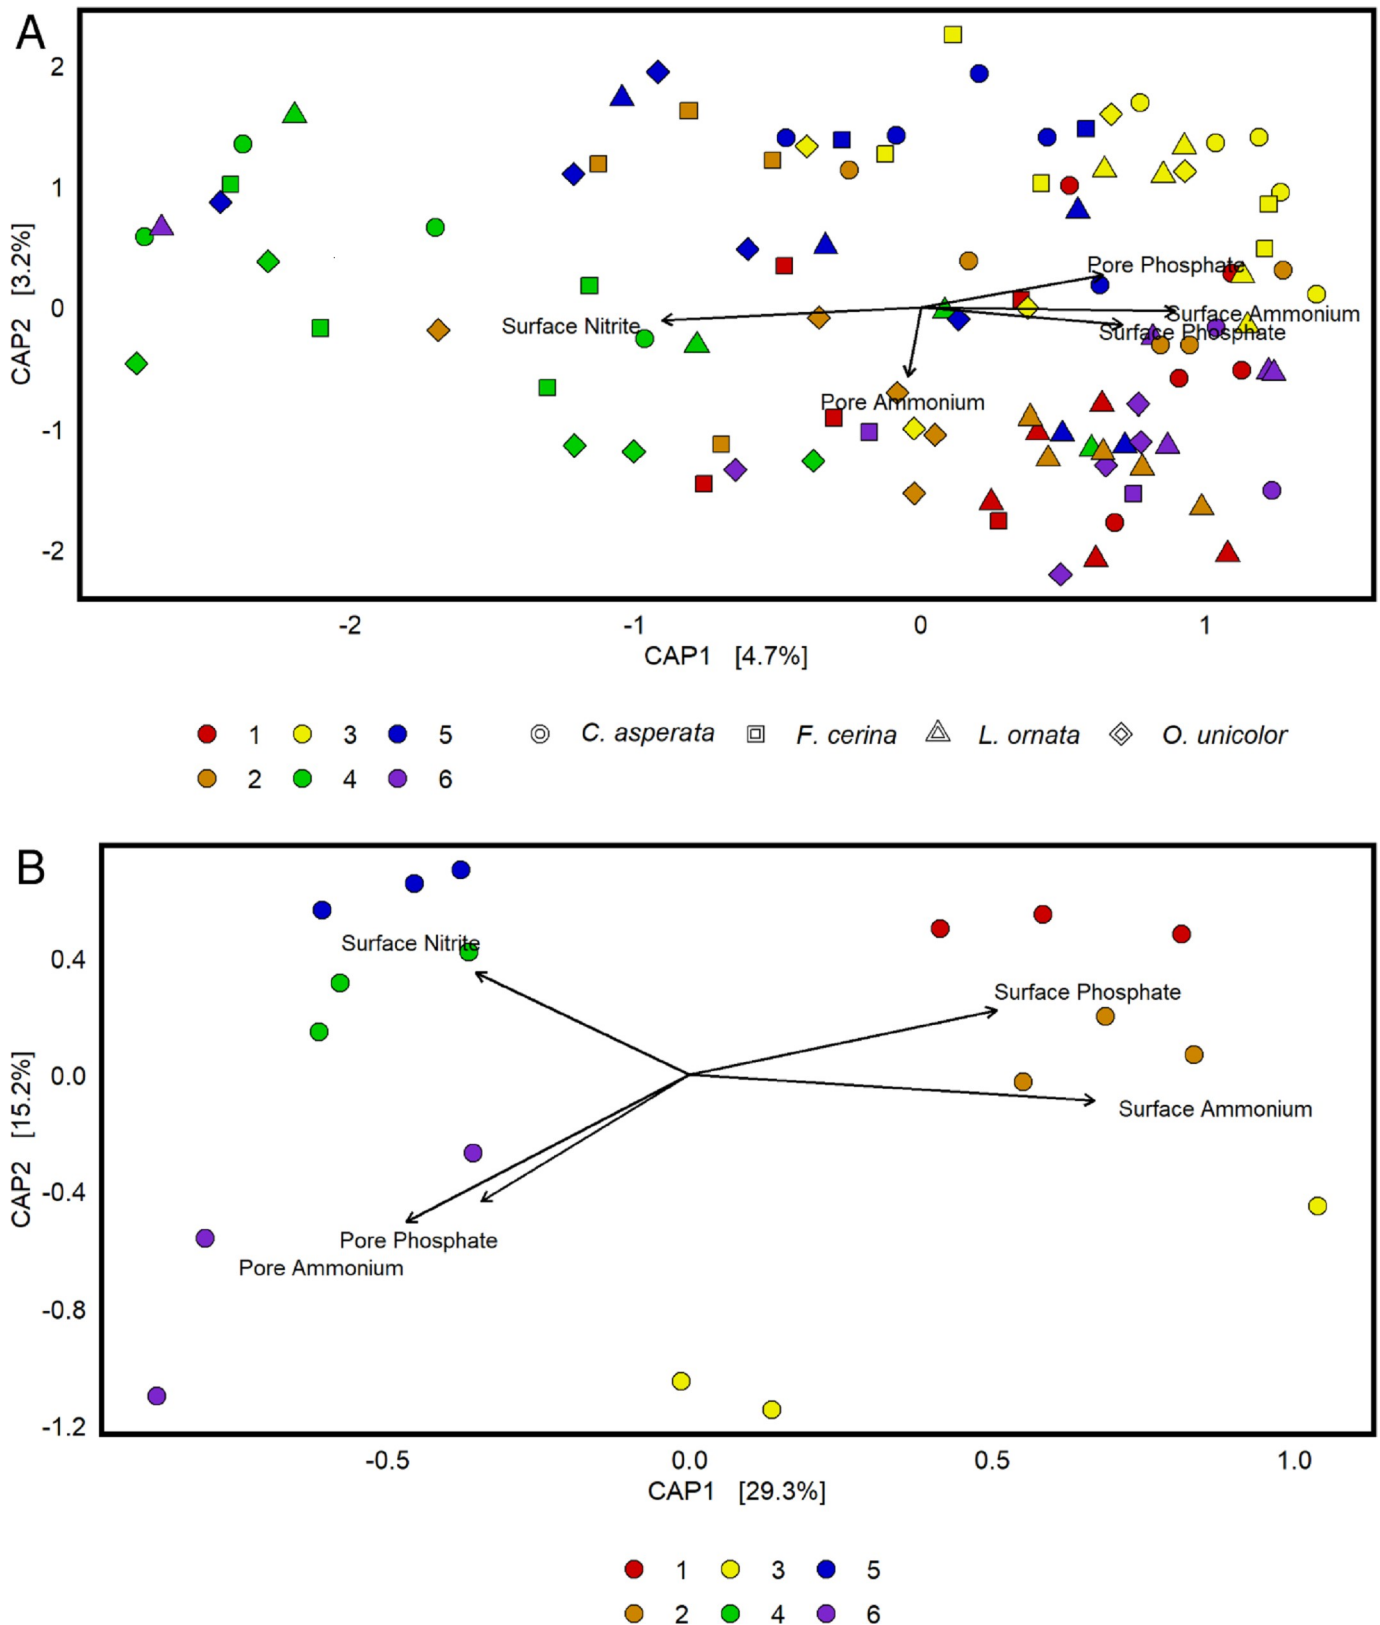 A
2
1
0
-1
-2
CAP2 [3.2%]
Pore Phosphate
Surface Ammonium
Surface Nitrite
Surface Phosphate
Pore Ammonium
-2 -1 0 1
CAP1 [4.7%]
1 3 5 C. asperata F. cerina L. ornata O. unicolor
2 4 6
B
0.4
0.0
-0.4
-0.8
-1.2
CAP2 [15.2%]
Surface Nitrite
Surface Phosphate
Surface Ammonium
Pore Phosphate
Pore Ammonium
-0.5 0.0 0.5 1.0
CAP1 [29.3%]
1 3 5
2 4 6